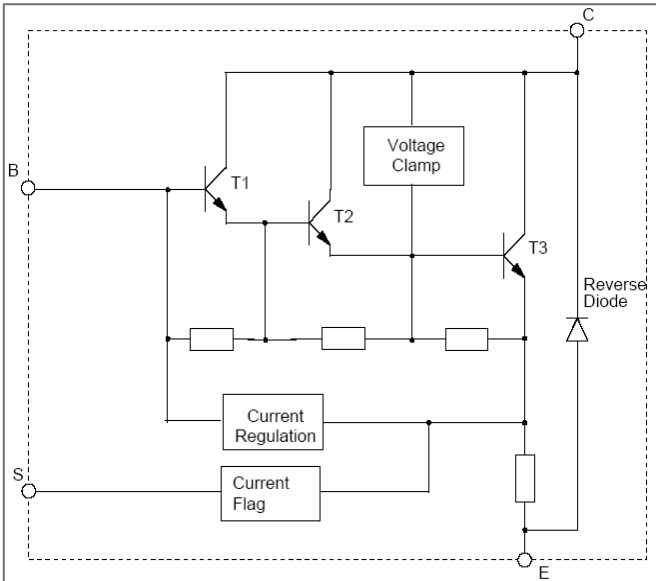 C
B
Voltage
Clamp
T1
T2
T3
Reverse
Diode
Current
Regulation
S
Current
Flag
E